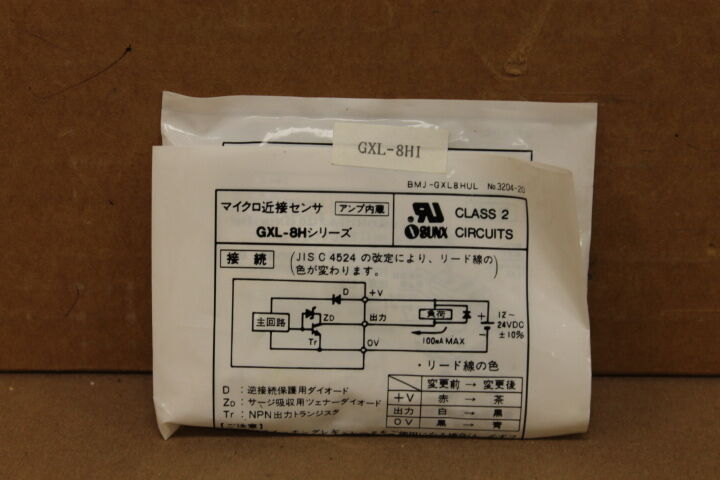 GXL-8HI
BMJ-GXL8HUL No.3204-20
マイクロ近接センサ アンプ内蔵
GXL-8Hシリーズ
RU CLASS 2
SUNX CIRCUITS
接続 (JIS C 4524 の改定により、リード線の
色が変わります。)
D +V
主回路 ZD 出力 負荷 + 12~
24VDC
±10%
−
Tr 0V 100mA MAX
・リード線の色
変更前 → 変更後
+V 赤 → 茶
出力 白 → 黒
0V 黒 → 青
D : 逆接続保護用ダイオード
ZD : サージ吸収用ツェナーダイオード
Tr : NPN出力トランジスタ
【ご注意】